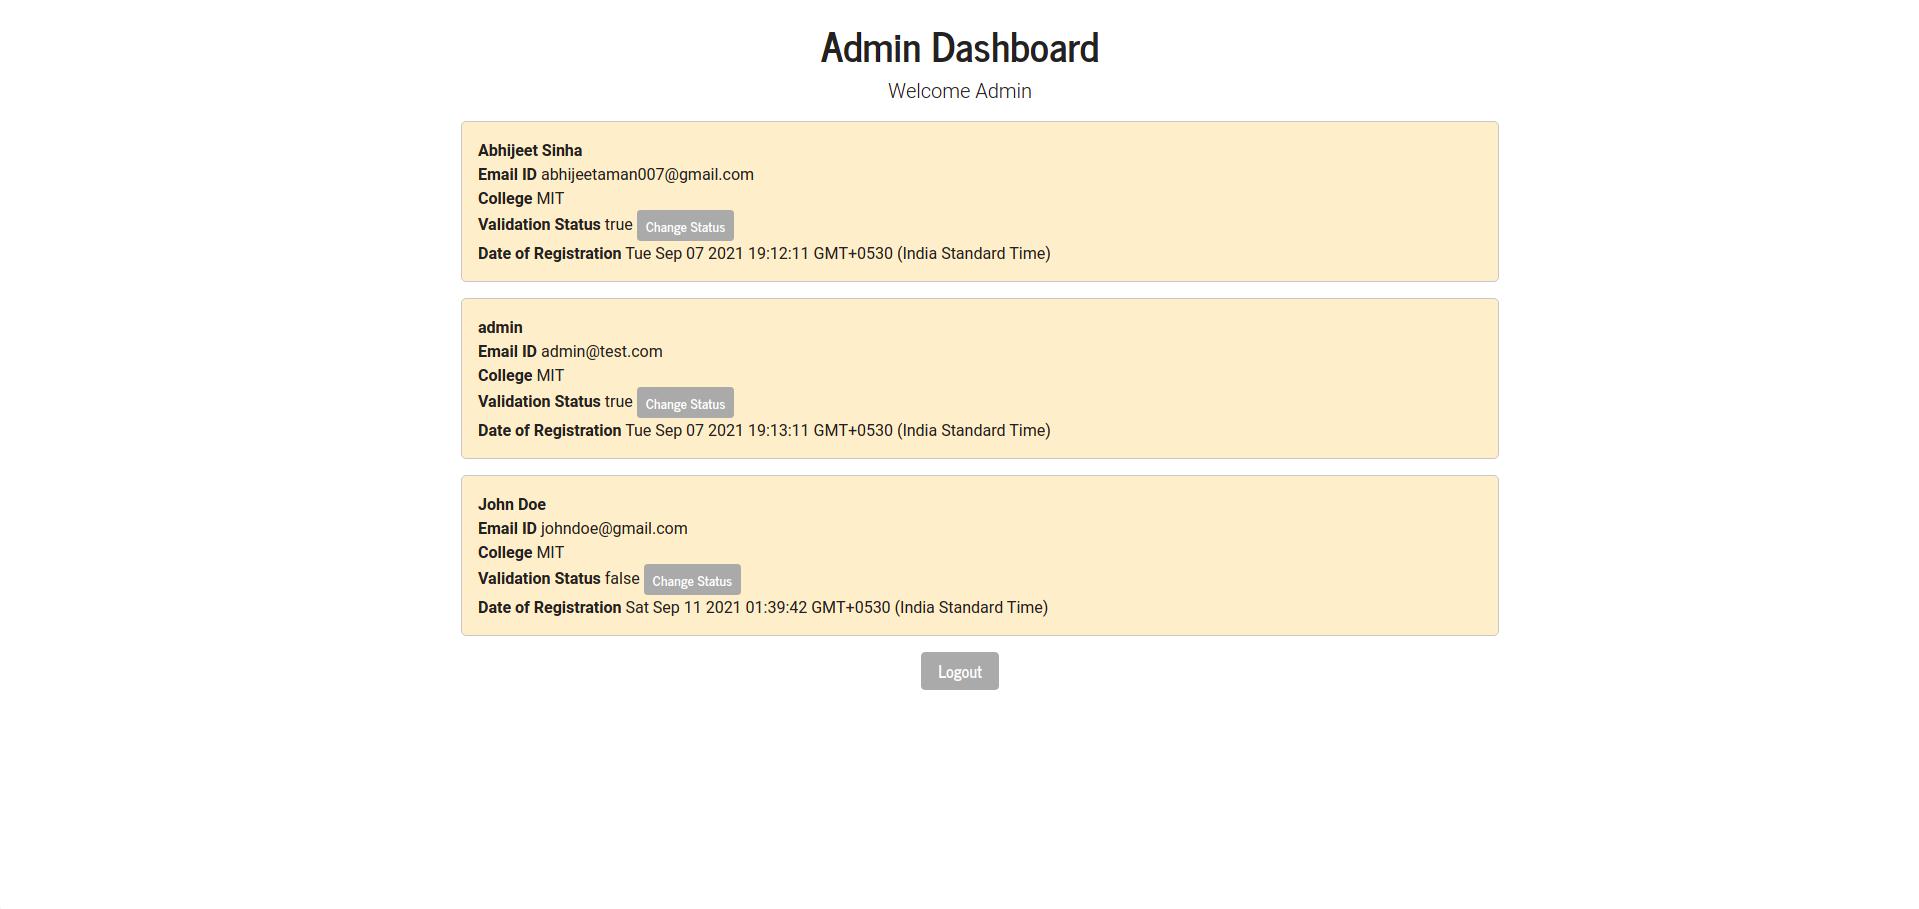 Admin Dashboard
Welcome Admin
Abhijeet Sinha
Email ID abhijeetaman007@gmail.com
College MIT
Validation Status true Change Status
Date of Registration Tue Sep 07 2021 19:12:11 GMT+0530 (India Standard Time)
admin
Email ID admin@test.com
College MIT
Validation Status true Change Status
Date of Registration Tue Sep 07 2021 19:13:11 GMT+0530 (India Standard Time)
John Doe
Email ID johndoe@gmail.com
College MIT
Validation Status false Change Status
Date of Registration Sat Sep 11 2021 01:39:42 GMT+0530 (India Standard Time)
Logout